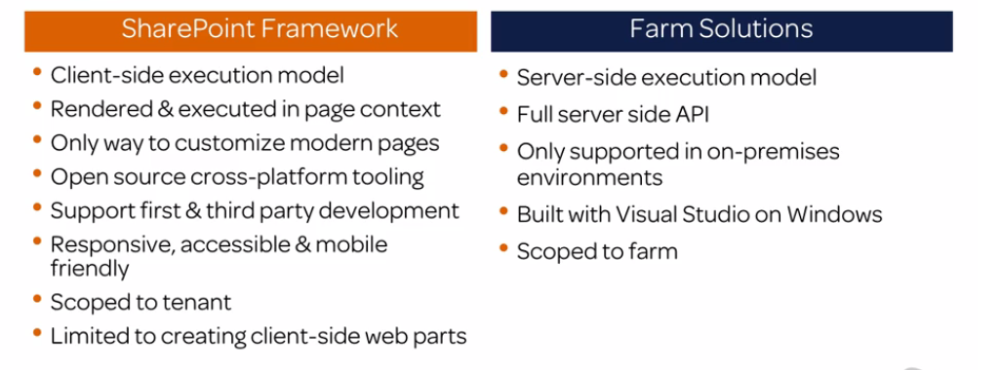 SharePoint Framework
• Client-side execution model
• Rendered & executed in page context
• Only way to customize modern pages
• Open source cross-platform tooling
• Support first & third party development
• Responsive, accessible & mobile
friendly
• Scoped to tenant
• Limited to creating client-side web parts
Farm Solutions
• Server-side execution model
• Full server side API
• Only supported in on-premises
environments
• Built with Visual Studio on Windows
• Scoped to farm